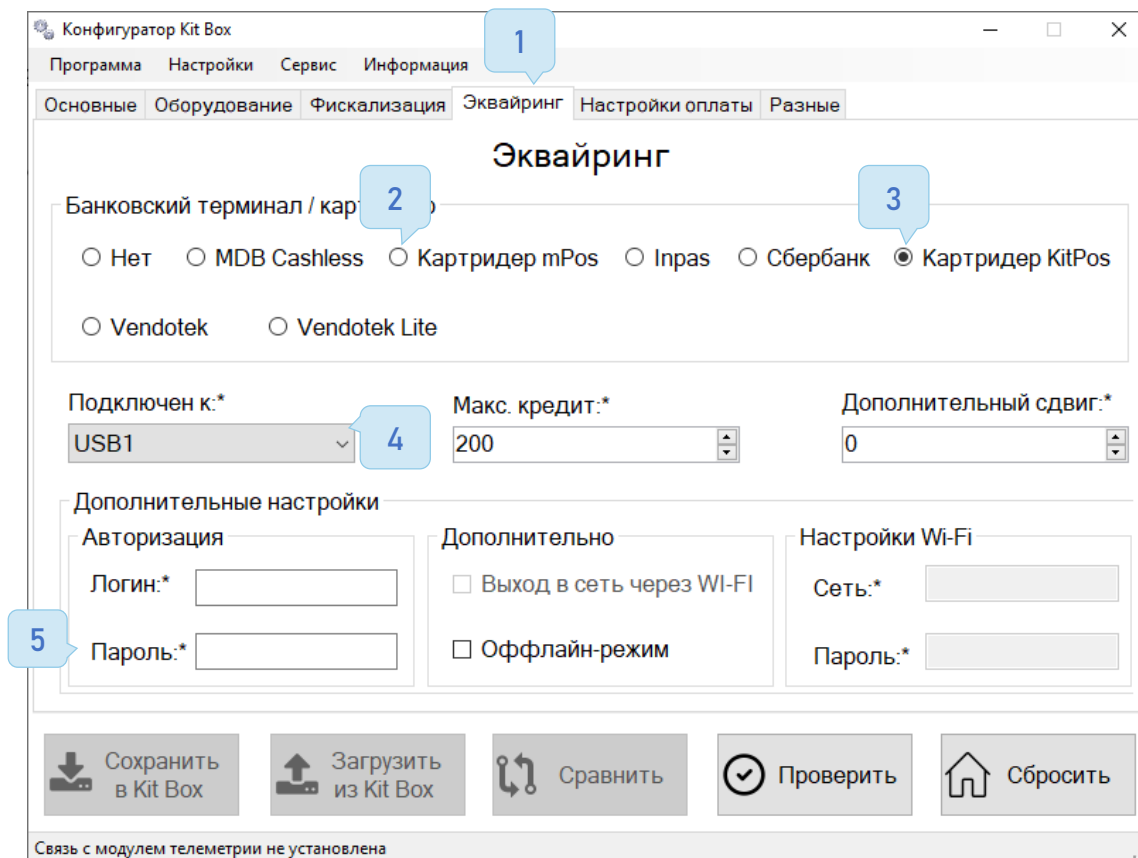 Конфигуратор Kit Box
1
Программа Настройки Сервис Информация
Основные Оборудование Фискализация Эквайринг Настройки оплаты Разные
Эквайринг
Банковский терминал / кар
2
3
Нет MDB Cashless Картридер mPos Inpas Сбербанк Картридер KitPos
Vendotek Vendotek Lite
Подключен к:* Макс. кредит:* Дополнительный сдвиг:*
USB1 4 200 0
Дополнительные настройки
Авторизация Дополнительно Настройки Wi-Fi
Логин:* Выход в сеть через WI-FI Сеть:*
5 Пароль:* Оффлайн-режим Пароль:*
Сохранить Загрузить Сравнить Проверить Сбросить
в Kit Box из Kit Box
Связь с модулем телеметрии не установлена